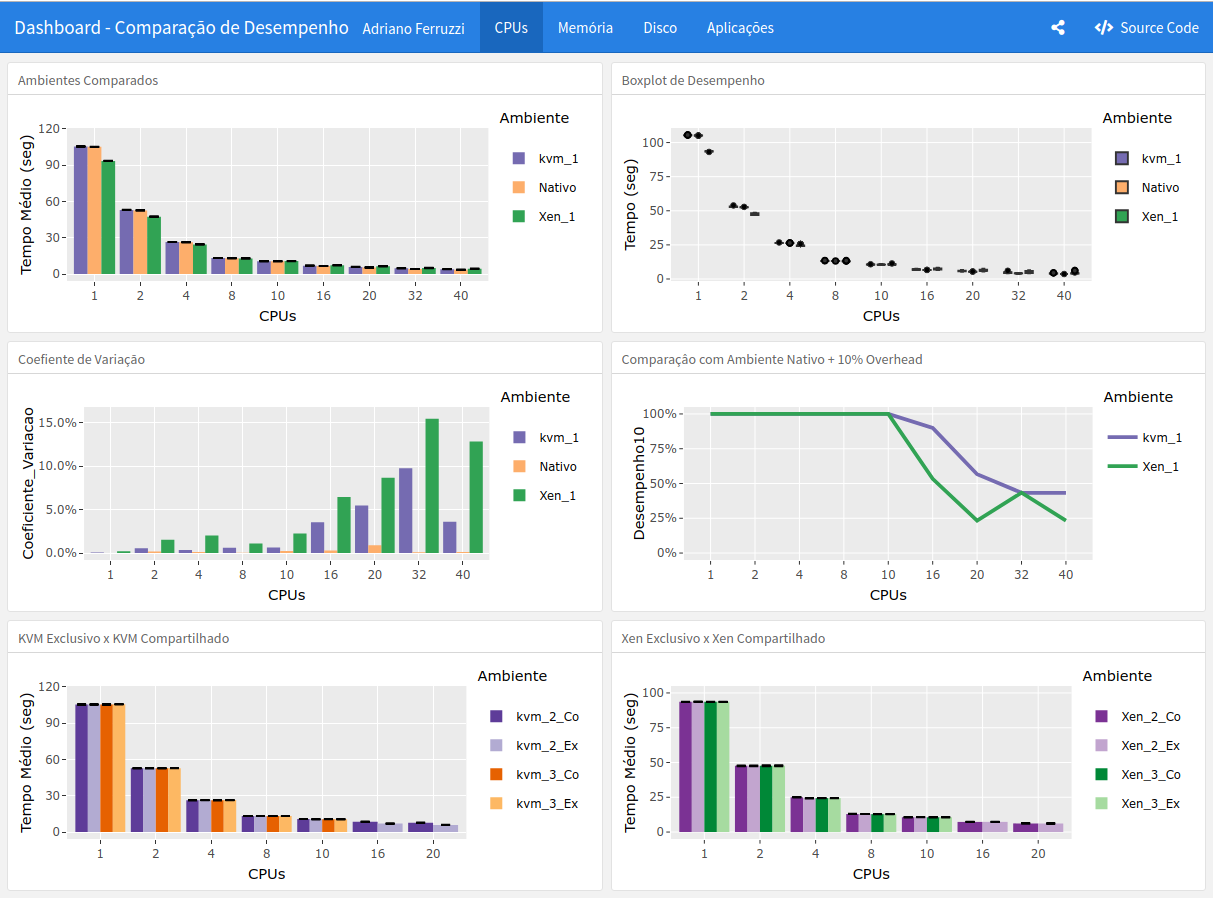 Dashboard - Comparação de Desempenho Adriano Ferruzzi CPUs Memória Disco Aplicações Source Code
Ambientes Comparados
Ambiente
kvm_1
Nativo
Xen_1
Tempo Médio (seg)
120
90
60
30
0
1 2 4 8 10 16 20 32 40
CPUs
Boxplot de Desempenho
Ambiente
kvm_1
Nativo
Xen_1
Tempo (seg)
100
75
50
25
0
1 2 4 8 10 16 20 32 40
CPUs
Coefiente de Variação
Ambiente
kvm_1
Nativo
Xen_1
Coeficiente_Variacao
15.0%
10.0%
5.0%
0.0%
1 2 4 8 10 16 20 32 40
CPUs
Comparação com Ambiente Nativo + 10% Overhead
Ambiente
kvm_1
Xen_1
Desempenho10
100%
75%
50%
25%
0%
1 2 4 8 10 16 20 32 40
CPUs
KVM Exclusivo x KVM Compartilhado
Ambiente
kvm_2_Co
kvm_2_Ex
kvm_3_Co
kvm_3_Ex
Tempo Médio (seg)
120
90
60
30
0
1 2 4 8 10 16 20
CPUs
Xen Exclusivo x Xen Compartilhado
Ambiente
Xen_2_Co
Xen_2_Ex
Xen_3_Co
Xen_3_Ex
Tempo Médio (seg)
100
75
50
25
0
1 2 4 8 10 16 20
CPUs